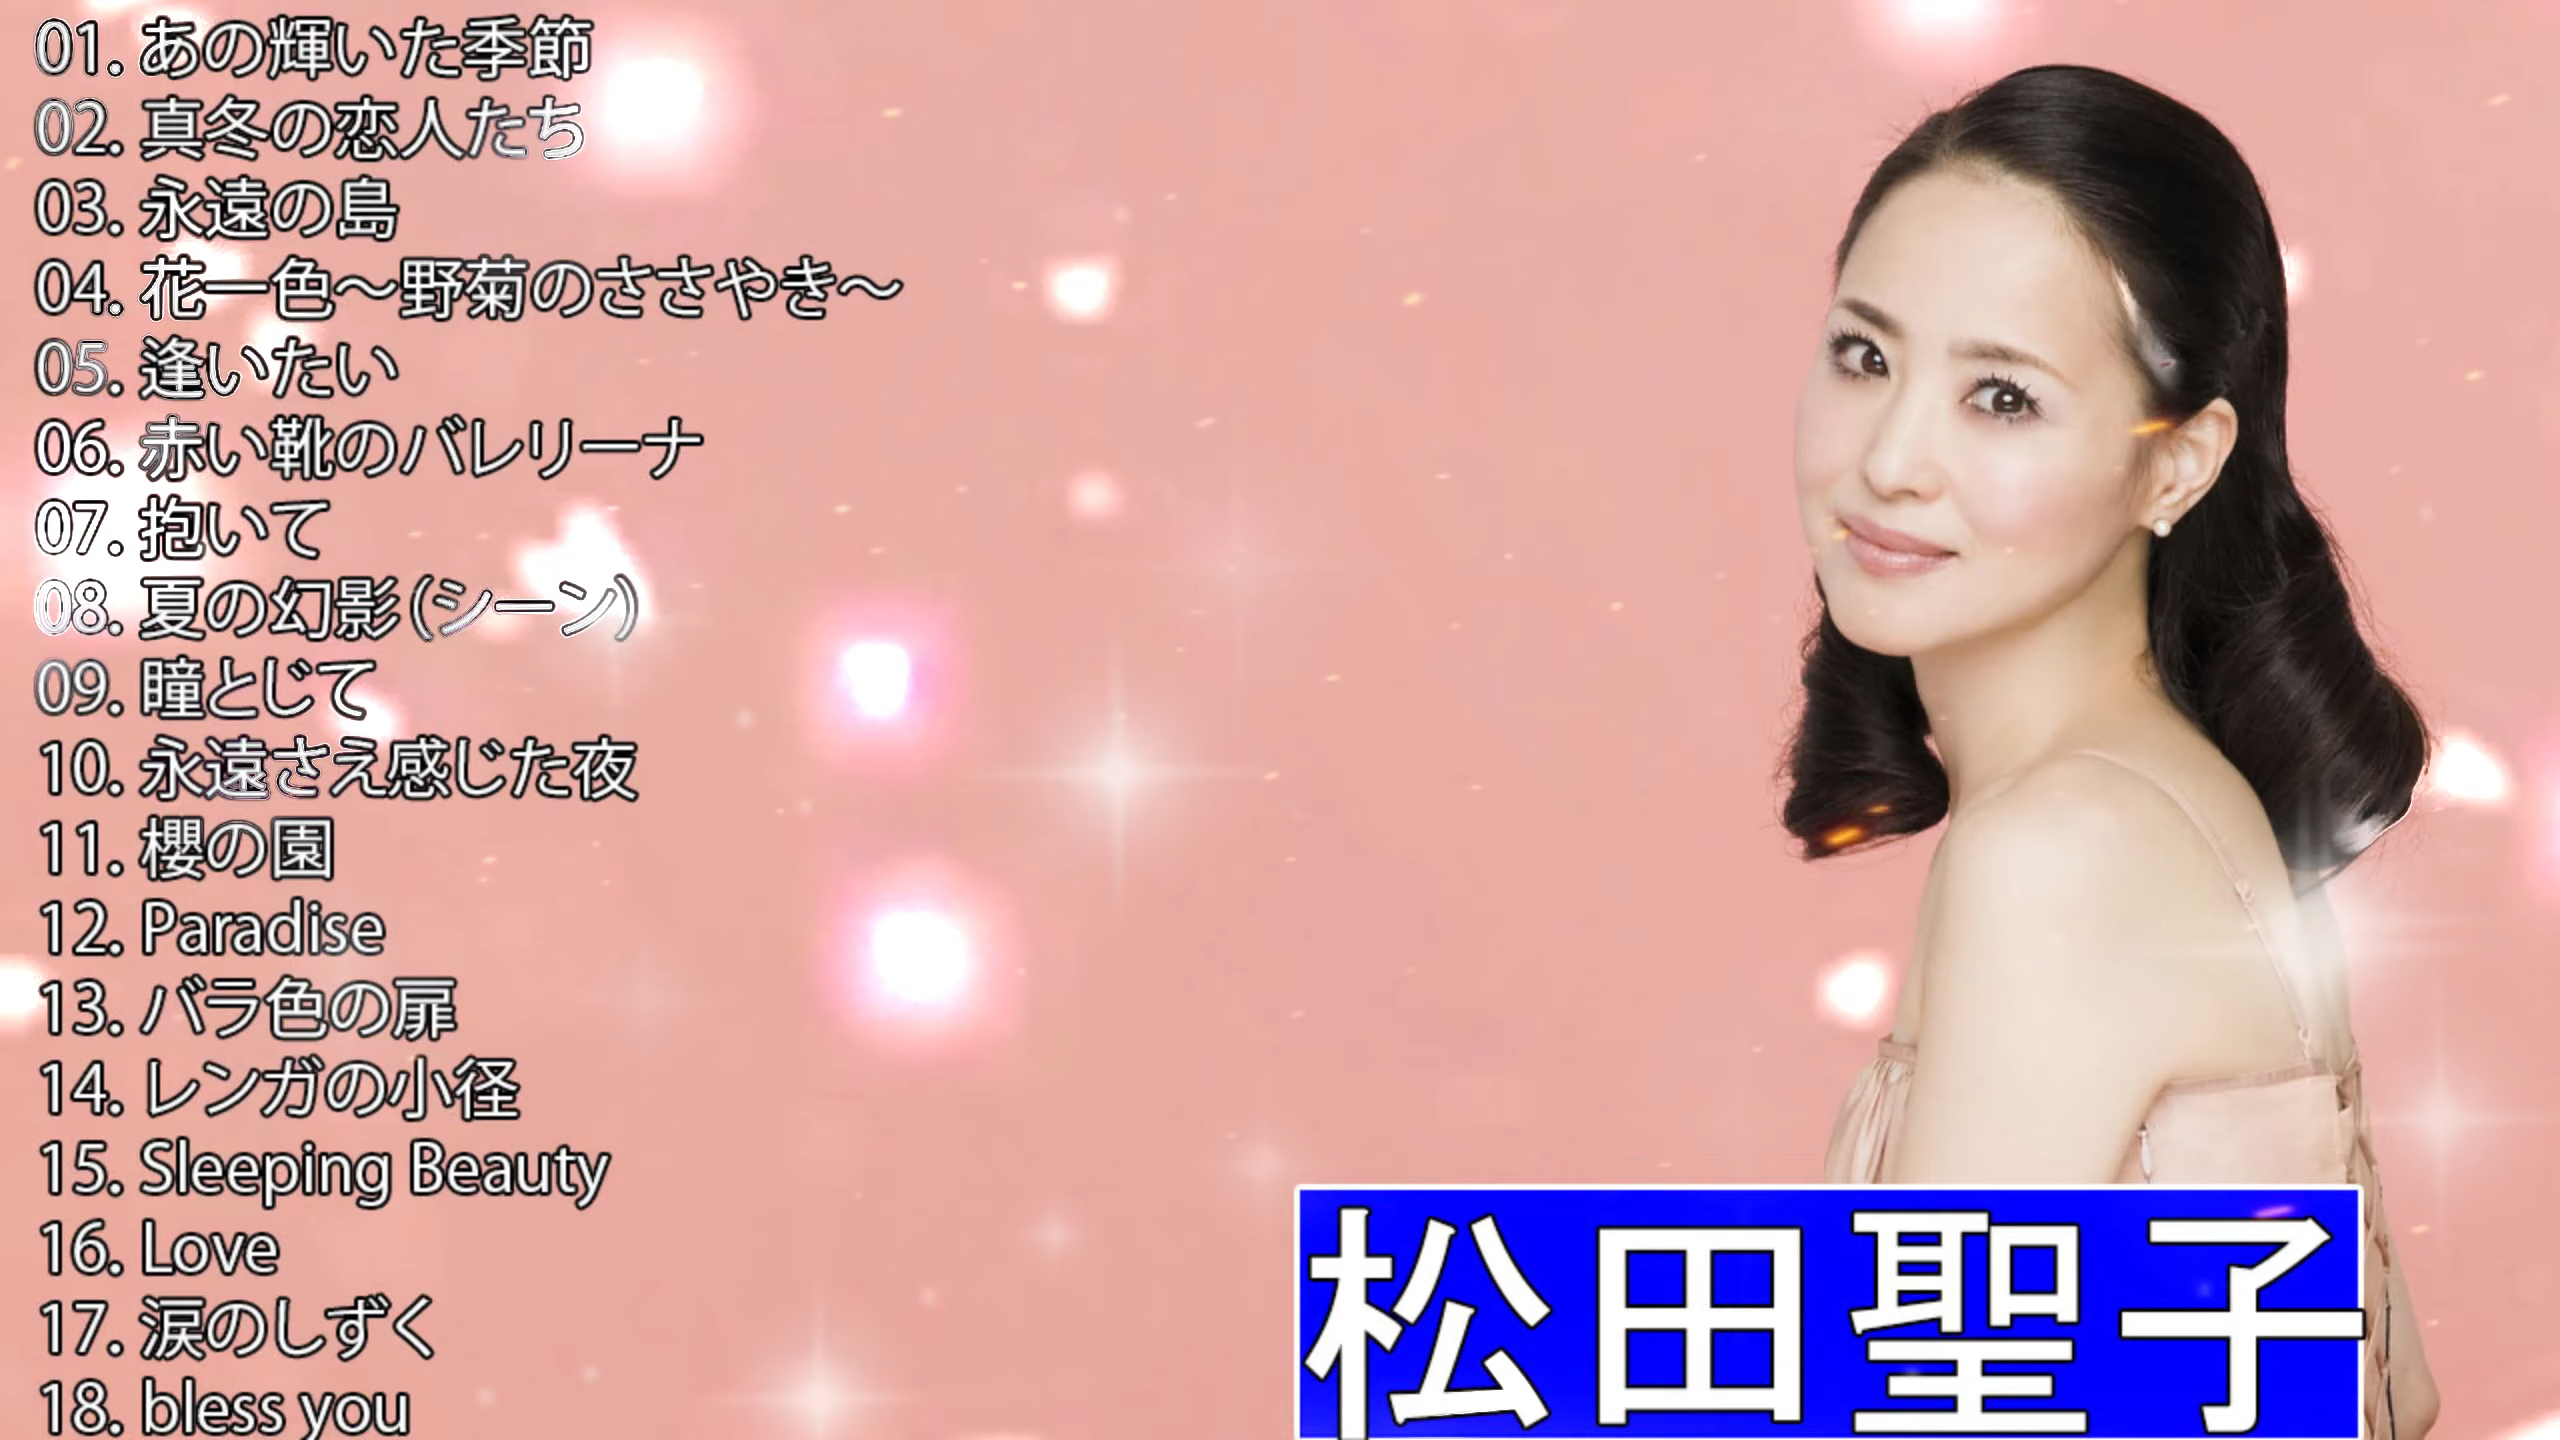 01. あの輝いた季節
02. 真冬の恋人たち
03. 永遠の島
04. 花一色～野菊のささやき～
05. 逢いたい
06. 赤い靴のバレリーナ
07. 抱いて
08. 夏の幻影(シーン)
09. 瞳とじて
10. 永遠さえ感じた夜
11. 櫻の園
12. Paradise
13. バラ色の扉
14. レンガの小径
15. Sleeping Beauty
16. Love
17. 涙のしずく
18. bless you
松田聖子